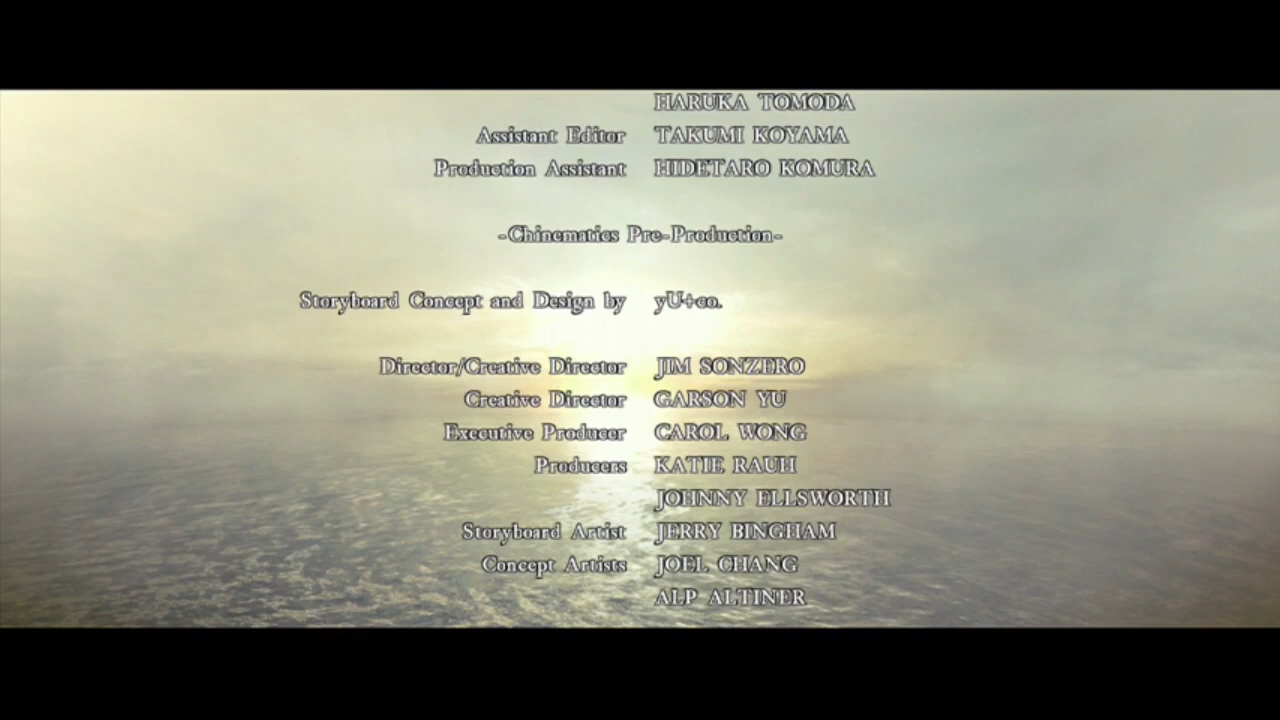 HARUKA TOMODA
Assistant Editor TAKUMI KOYAMA
Production Assistant HIDETARO KOMURA
-Chinematics Pre-Production-
Storyboard Concept and Design by yU+co.
Director/Creative Director JIM SONZERO
Creative Director GARSON YU
Executive Producer CAROL WONG
Producers KATIE RAUH
JOHNNY ELLSWORTH
Storyboard Artist JERRY BINGHAM
Concept Artists JOEL CHANG
ALP ALTINER